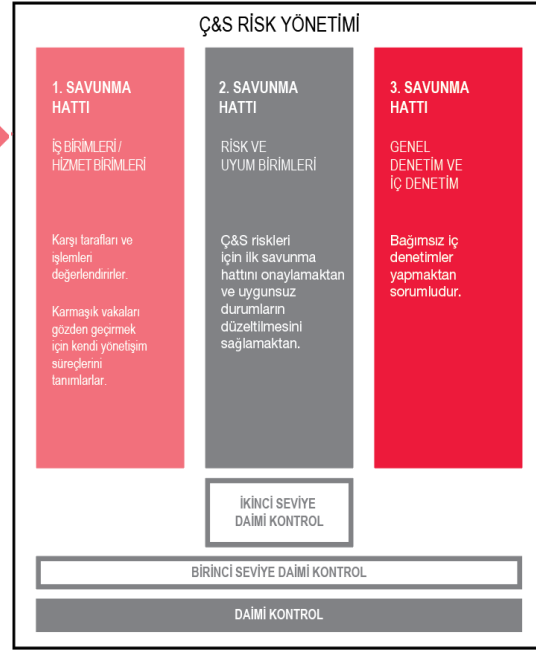 Ç&S RİSK YÖNETİMİ
1. SAVUNMA
HATTI
İŞ BİRİMLERİ /
HİZMET BİRİMLERİ
Karşı tarafları ve
işlemleri
değerlendirirler.
Karmaşık vakaları
gözden geçirmek
için kendi yönetişim
süreçlerini
tanımlarlar.
2. SAVUNMA
HATTI
RİSK VE
UYUM BİRİMLERİ
Ç&S riskleri
için ilk savunma
hattını onaylamaktan
ve uygunsuz
durumların
düzeltilmesini
sağlamaktan.
3. SAVUNMA
HATTI
GENEL
DENETİM VE
İÇ DENETİM
Bağımsız iç
denetimler
yapmaktan
sorumludur.
İKİNCİ SEVİYE
DAİMİ KONTROL
BİRİNCİ SEVİYE DAİMİ KONTROL
DAİMİ KONTROL